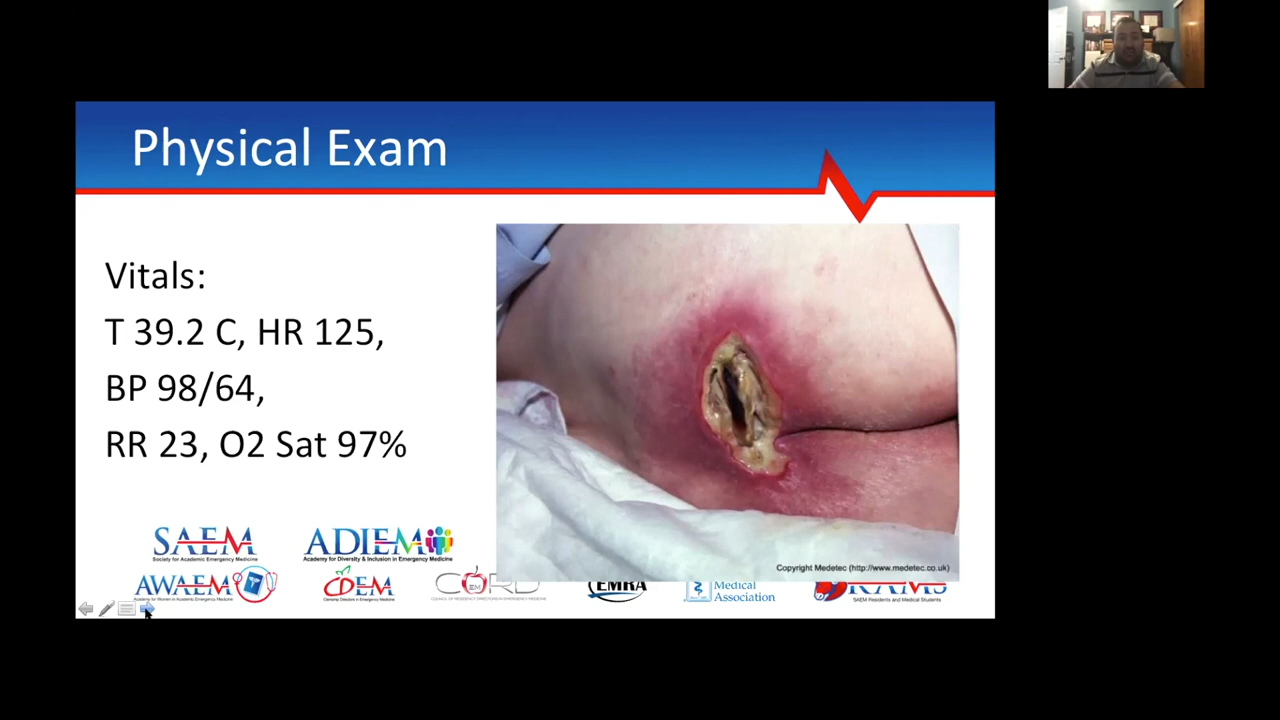 Physical Exam
Vitals:
T 39.2 C, HR 125,
BP 98/64,
RR 23, O2 Sat 97%
Copyright Medetec (http://www.medetec.co.uk)
SAEM
Society for Academic Emergency Medicine
ADIEM
Academy for Diversity & Inclusion in Emergency Medicine
AWAEM
Academy for Women in Academic Emergency Medicine
CDEM
Clerkship Directors in Emergency Medicine
CORD
EM
COUNCIL OF RESIDENCY DIRECTORS IN EMERGENCY MEDICINE
EMRA
Medical
Association
RAMS
SAEM Residents and Medical Students